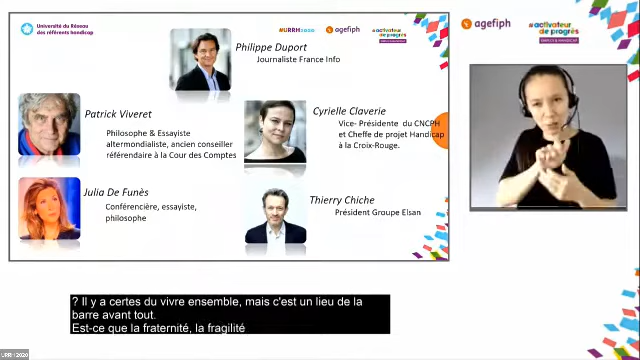 Université du Réseau
des référents handicap
#URRH2020
agefiph
#activateur
de progrès
EMPLOI & HANDICAP
agefiph
#activateur
de progrès
EMPLOI & HANDICAP
Philippe Duport
Journaliste France Info
Patrick Viveret
Philosophe & Essayiste
altermondialiste, ancien conseiller
référendaire à la Cour des Comptes
Cyrielle Claverie
Vice- Présidente du CNCPH
et Cheffe de projet Handicap
à la Croix-Rouge.
Julia De Funès
Conférencière, essayiste,
philosophe
Thierry Chiche
Président Groupe Elsan
? Il y a certes du vivre ensemble, mais c'est un lieu de la
barre avant tout.
Est-ce que la fraternité, la fragilité
URRH 2020